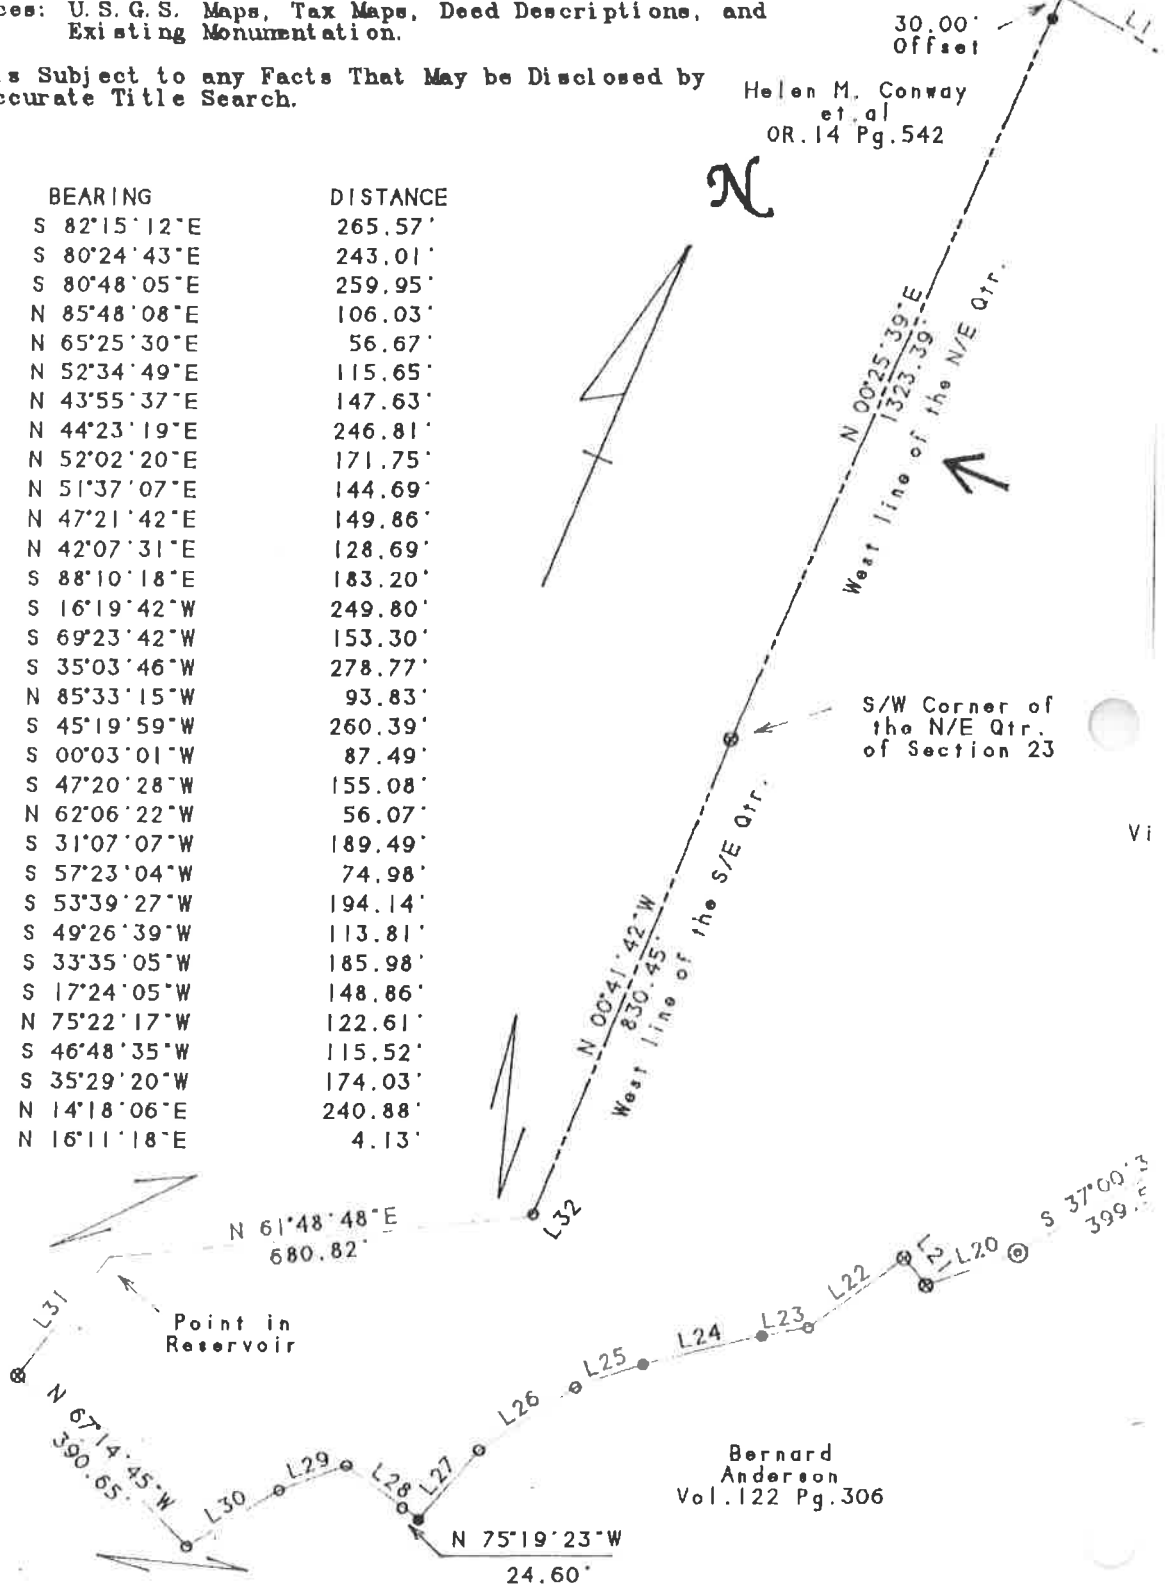 ces: U.S.G.S. Maps, Tax Maps, Deed Descriptions, and
Existing Monumentation.
s Subject to any Facts That May be Disclosed by
ccurate Title Search.
30.00'
Offset
L1
Helen M. Conway
et.al
OR.14 Pg.542
N
BEARING DISTANCE
S 82°15'12"E 265.57'
S 80°24'43"E 243.01'
S 80°48'05"E 259.95'
N 85°48'08"E 106.03'
N 65°25'30"E 56.67'
N 52°34'49"E 115.65'
N 43°55'37"E 147.63'
N 44°23'19"E 246.81'
N 52°02'20"E 171.75'
N 51°37'07"E 144.69'
N 47°21'42"E 149.86'
N 42°07'31"E 128.69'
S 88°10'18"E 183.20'
S 16°19'42"W 249.80'
S 69°23'42"W 153.30'
S 35°03'46"W 278.77'
N 85°33'15"W 93.83'
S 45°19'59"W 260.39'
S 00°03'01"W 87.49'
S 47°20'28"W 155.08'
N 62°06'22"W 56.07'
S 31°07'07"W 189.49'
S 57°23'04"W 74.98'
S 53°39'27"W 194.14'
S 49°26'39"W 113.81'
S 33°35'05"W 185.98'
S 17°24'05"W 148.86'
N 75°22'17"W 122.61'
S 46°48'35"W 115.52'
S 35°29'20"W 174.03'
N 14°18'06"E 240.88'
N 16°11'18"E 4.13'
N 00°25'39"E
1323.39'
West line of the N/E Qtr.
S/W Corner of
the N/E Qtr.
of Section 23
Vi
N 00°41'42"W
830.45'
West line of the S/E Qtr.
N 61°48'48"E
680.82'
L32
S 37°00'3
399.5
L31
Point in
Reservoir
L20
L21
L22
L23
L24
L25
L26
L27
L28
L29
L30
N 67°14'45"W
390.65'
Bernard
Anderson
Vol.122 Pg.306
N 75°19'23"W
24.60'